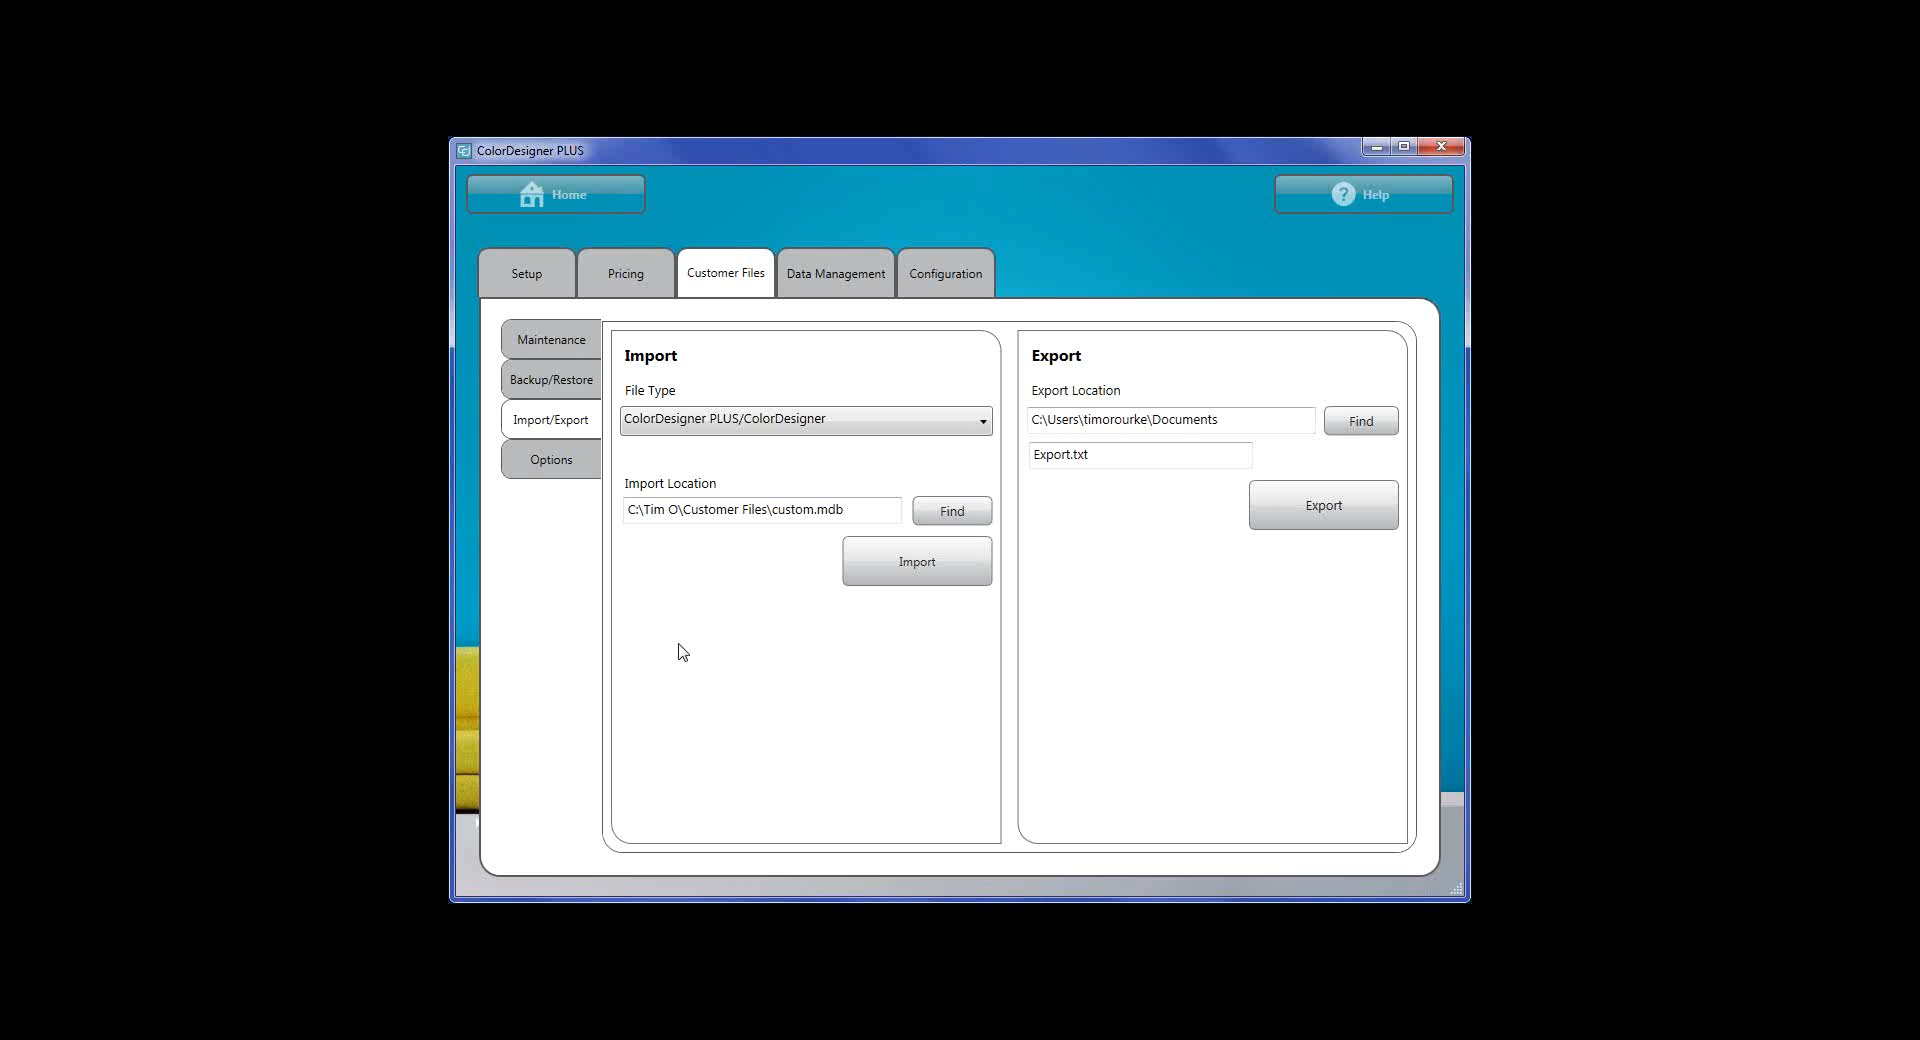 ColorDesigner PLUS
Home
Help
Setup
Pricing
Customer Files
Data Management
Configuration
Maintenance
Backup/Restore
Import/Export
Options
Import
File Type
ColorDesigner PLUS/ColorDesigner
Import Location
C:\Tim O\Customer Files\custom.mdb
Find
Import
Export
Export Location
C:\Users\timorourke\Documents
Find
Export.txt
Export